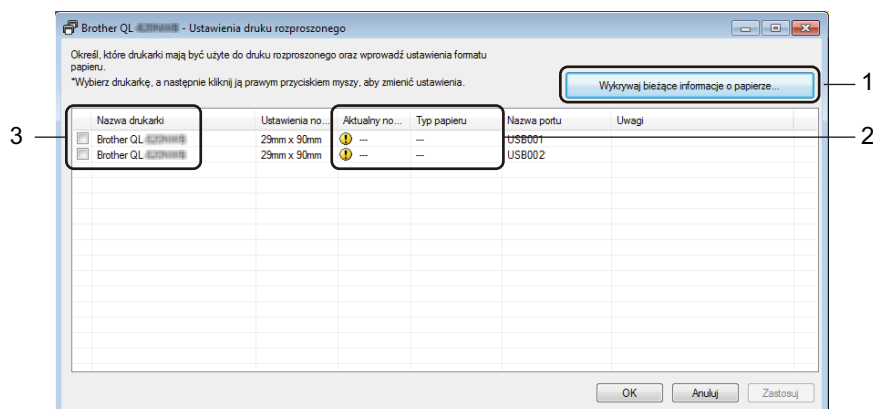 Brother QL - Ustawienia druku rozproszonego
Określ, które drukarki mają być użyte do druku rozproszonego oraz wprowadź ustawienia formatu
papieru.
*Wybierz drukarkę, a następnie kliknij ją prawym przyciskiem myszy, aby zmienić ustawienia.
Wykrywaj bieżące informacje o papierze...
1
Nazwa drukarki Ustawienia no... Aktualny no... Typ papieru Nazwa portu Uwagi
3
2
Brother QL 29mm x 90mm --- --- USB001
Brother QL 29mm x 90mm --- --- USB002
OK Anuluj Zastosuj